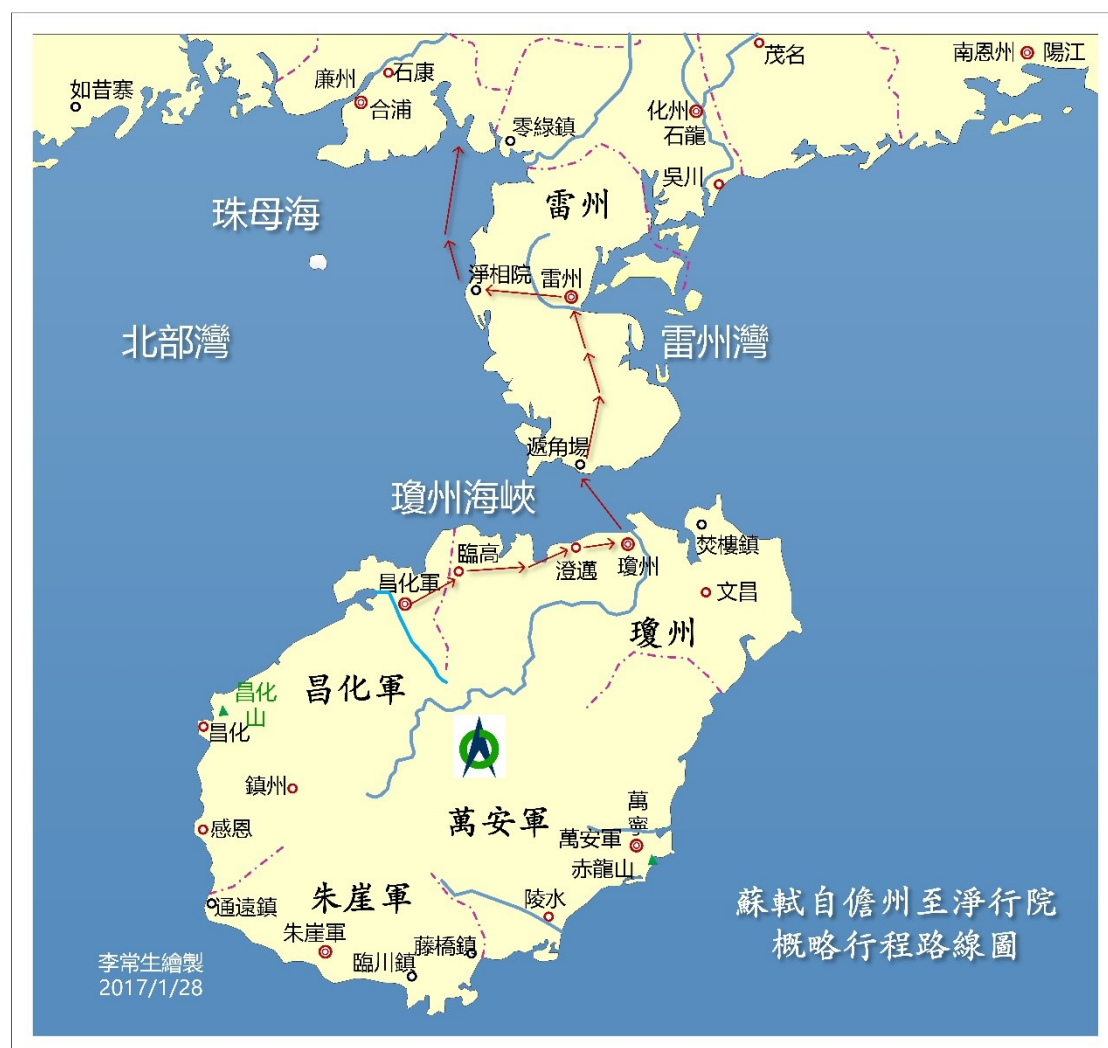 茂名
南恩州
陽江
石康
廉州
如昔寨
合浦
化州
石龍
零綠鎮
吳川
雷州
珠母海
淨相院
雷州
北部灣
雷州灣
遞角場
瓊州海峽
焚樓鎮
臨高
澄邁
瓊州
昌化軍
文昌
瓊州
昌化軍
昌化
山
昌化
鎮州
萬
寧
萬安軍
感恩
萬安軍
赤龍山
朱崖軍
陵水
通遠鎮
朱崖軍
藤橋鎮
臨川鎮
蘇軾自儋州至淨行院
概略行程路線圖
李常生繪製
2017/1/28